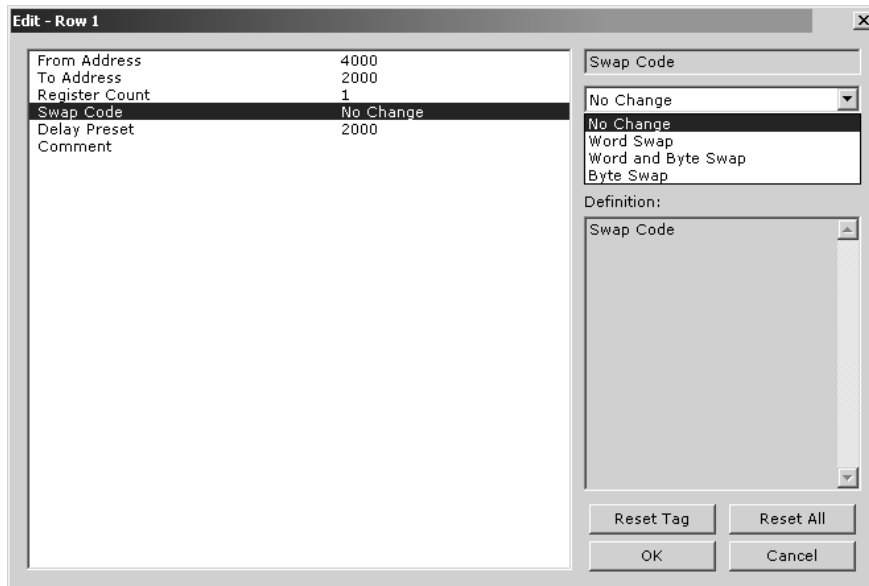 Edit - Row 1
From Address 4000
To Address 2000
Register Count 1
Swap Code No Change
Delay Preset 2000
Comment
Swap Code
No Change
No Change
Word Swap
Word and Byte Swap
Byte Swap
Definition:
Swap Code
Reset Tag Reset All
OK Cancel